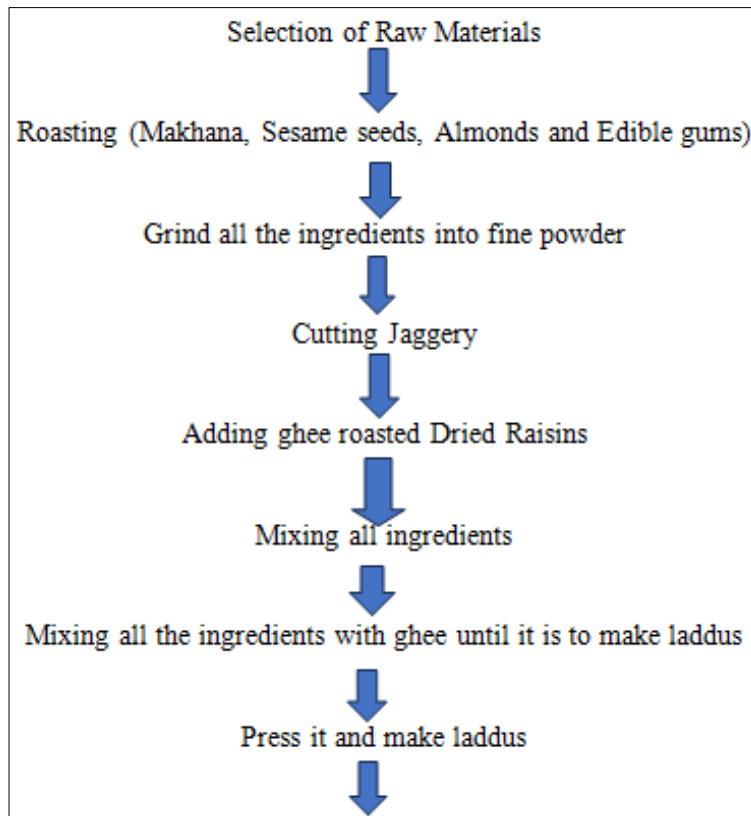 Selection of Raw Materials
Roasting (Makhana, Sesame seeds, Almonds and Edible gums)
Grind all the ingredients into fine powder
Cutting Jaggery
Adding ghee roasted Dried Raisins
Mixing all ingredients
Mixing all the ingredients with ghee until it is to make laddus
Press it and make laddus